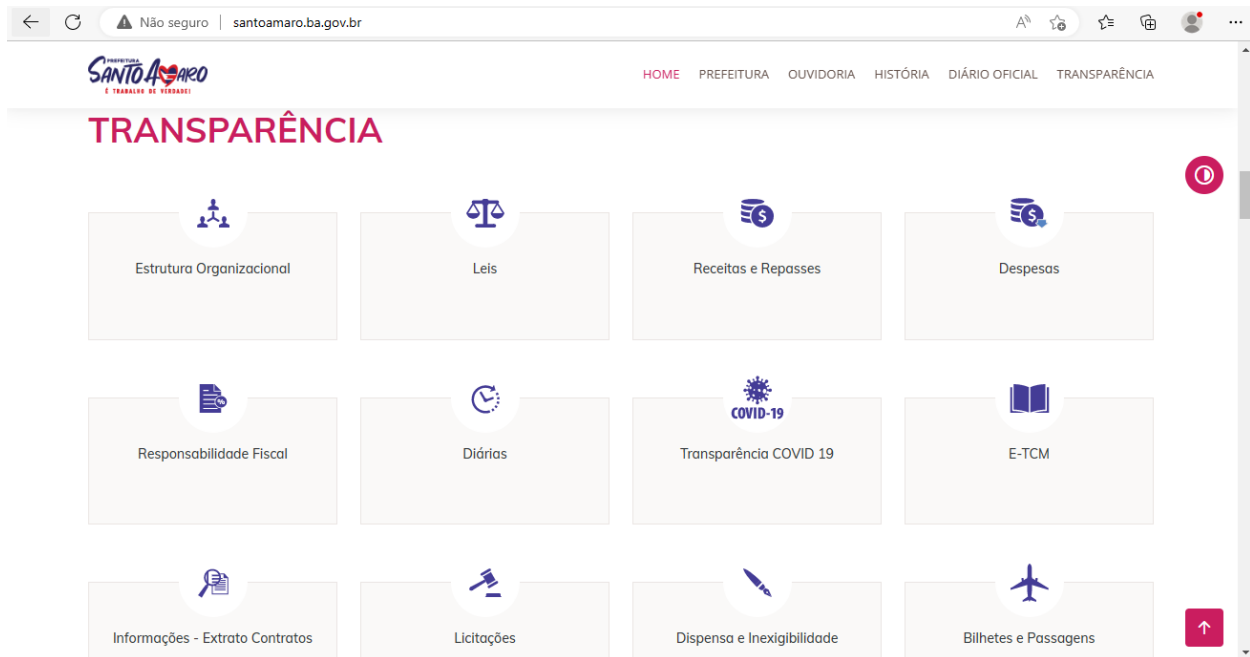 Não seguro santoamaro.ba.gov.br
PREFEITURA
SANTO AMARO
É TRABALHO DE VERDADE!
HOME PREFEITURA OUVIDORIA HISTÓRIA DIÁRIO OFICIAL TRANSPARÊNCIA
TRANSPARÊNCIA
Estrutura Organizacional
Leis
Receitas e Repasses
Despesas
Responsabilidade Fiscal
Diárias
COVID-19
Transparência COVID 19
E-TCM
Informações - Extrato Contratos
Licitações
Dispensa e Inexigibilidade
Bilhetes e Passagens